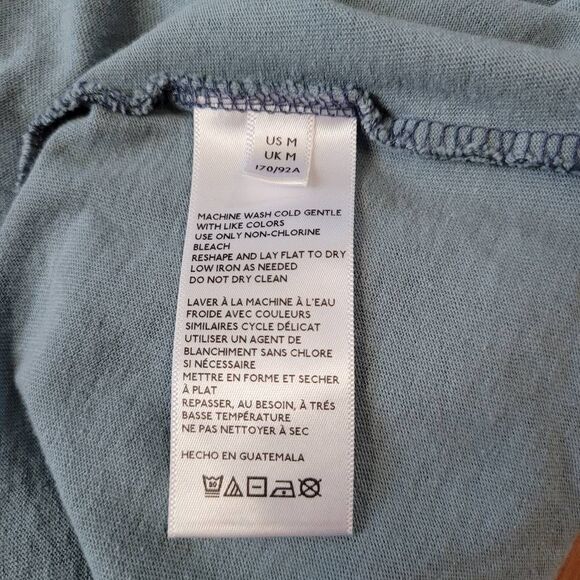 US M
UK M
170/92A
MACHINE WASH COLD GENTLE
WITH LIKE COLORS
USE ONLY NON-CHLORINE
BLEACH
RESHAPE AND LAY FLAT TO DRY
LOW IRON AS NEEDED
DO NOT DRY CLEAN
LAVER À LA MACHINE À L'EAU
FROIDE AVEC COULEURS
SIMILAIRES CYCLE DÉLICAT
UTILISER UN AGENT DE
BLANCHIMENT SANS CHLORE
SI NÉCESSAIRE
METTRE EN FORME ET SECHER
À PLAT
REPASSER, AU BESOIN, À TRÉS
BASSE TEMPÉRATURE
NE PAS NETTOYER À SEC
HECHO EN GUATEMALA